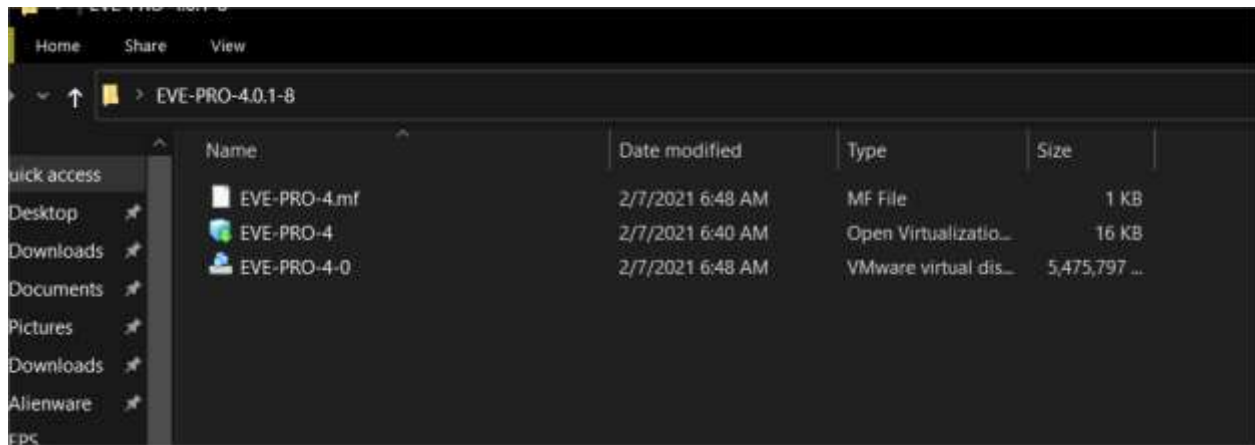 Home Share View
EVE-PRO-4.0.1-8
Name Date modified Type Size
uick access
EVE-PRO-4.mf 2/7/2021 6:48 AM MF File 1 KB
Desktop
EVE-PRO-4 2/7/2021 6:40 AM Open Virtualizatio... 16 KB
Downloads
EVE-PRO-4-0 2/7/2021 6:48 AM VMware virtual dis... 5,475,797 ...
Documents
Pictures
Downloads
Alienware
EPS